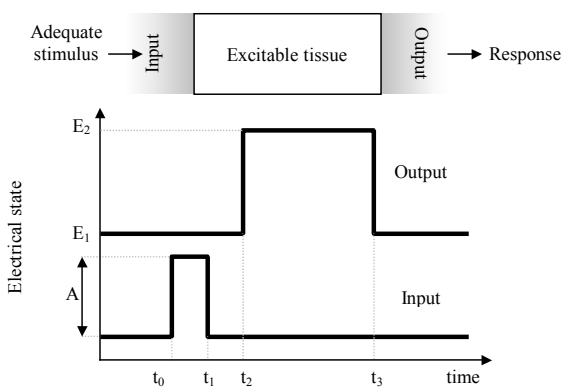 Adequate
stimulus
Input
Excitable tissue
Output
Response
E₂
Output
E₁
Electrical state
A
Input
t₀
t₁
t₂
t₃
time